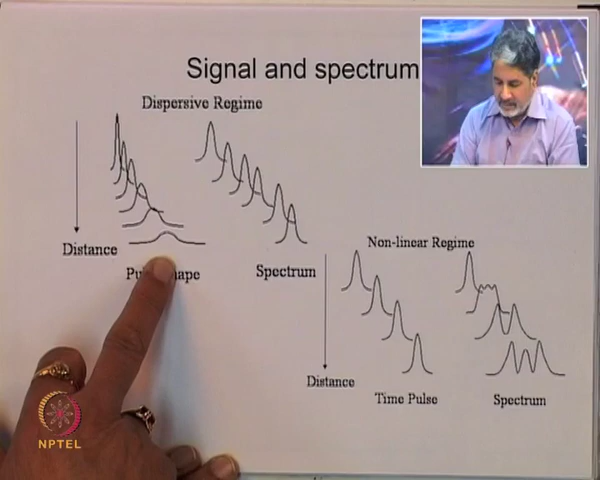 Signal and spectrum
Dispersive Regime
Distance
Spectrum
Non-linear Regime
Distance
Time Pulse
Spectrum
NPTEL